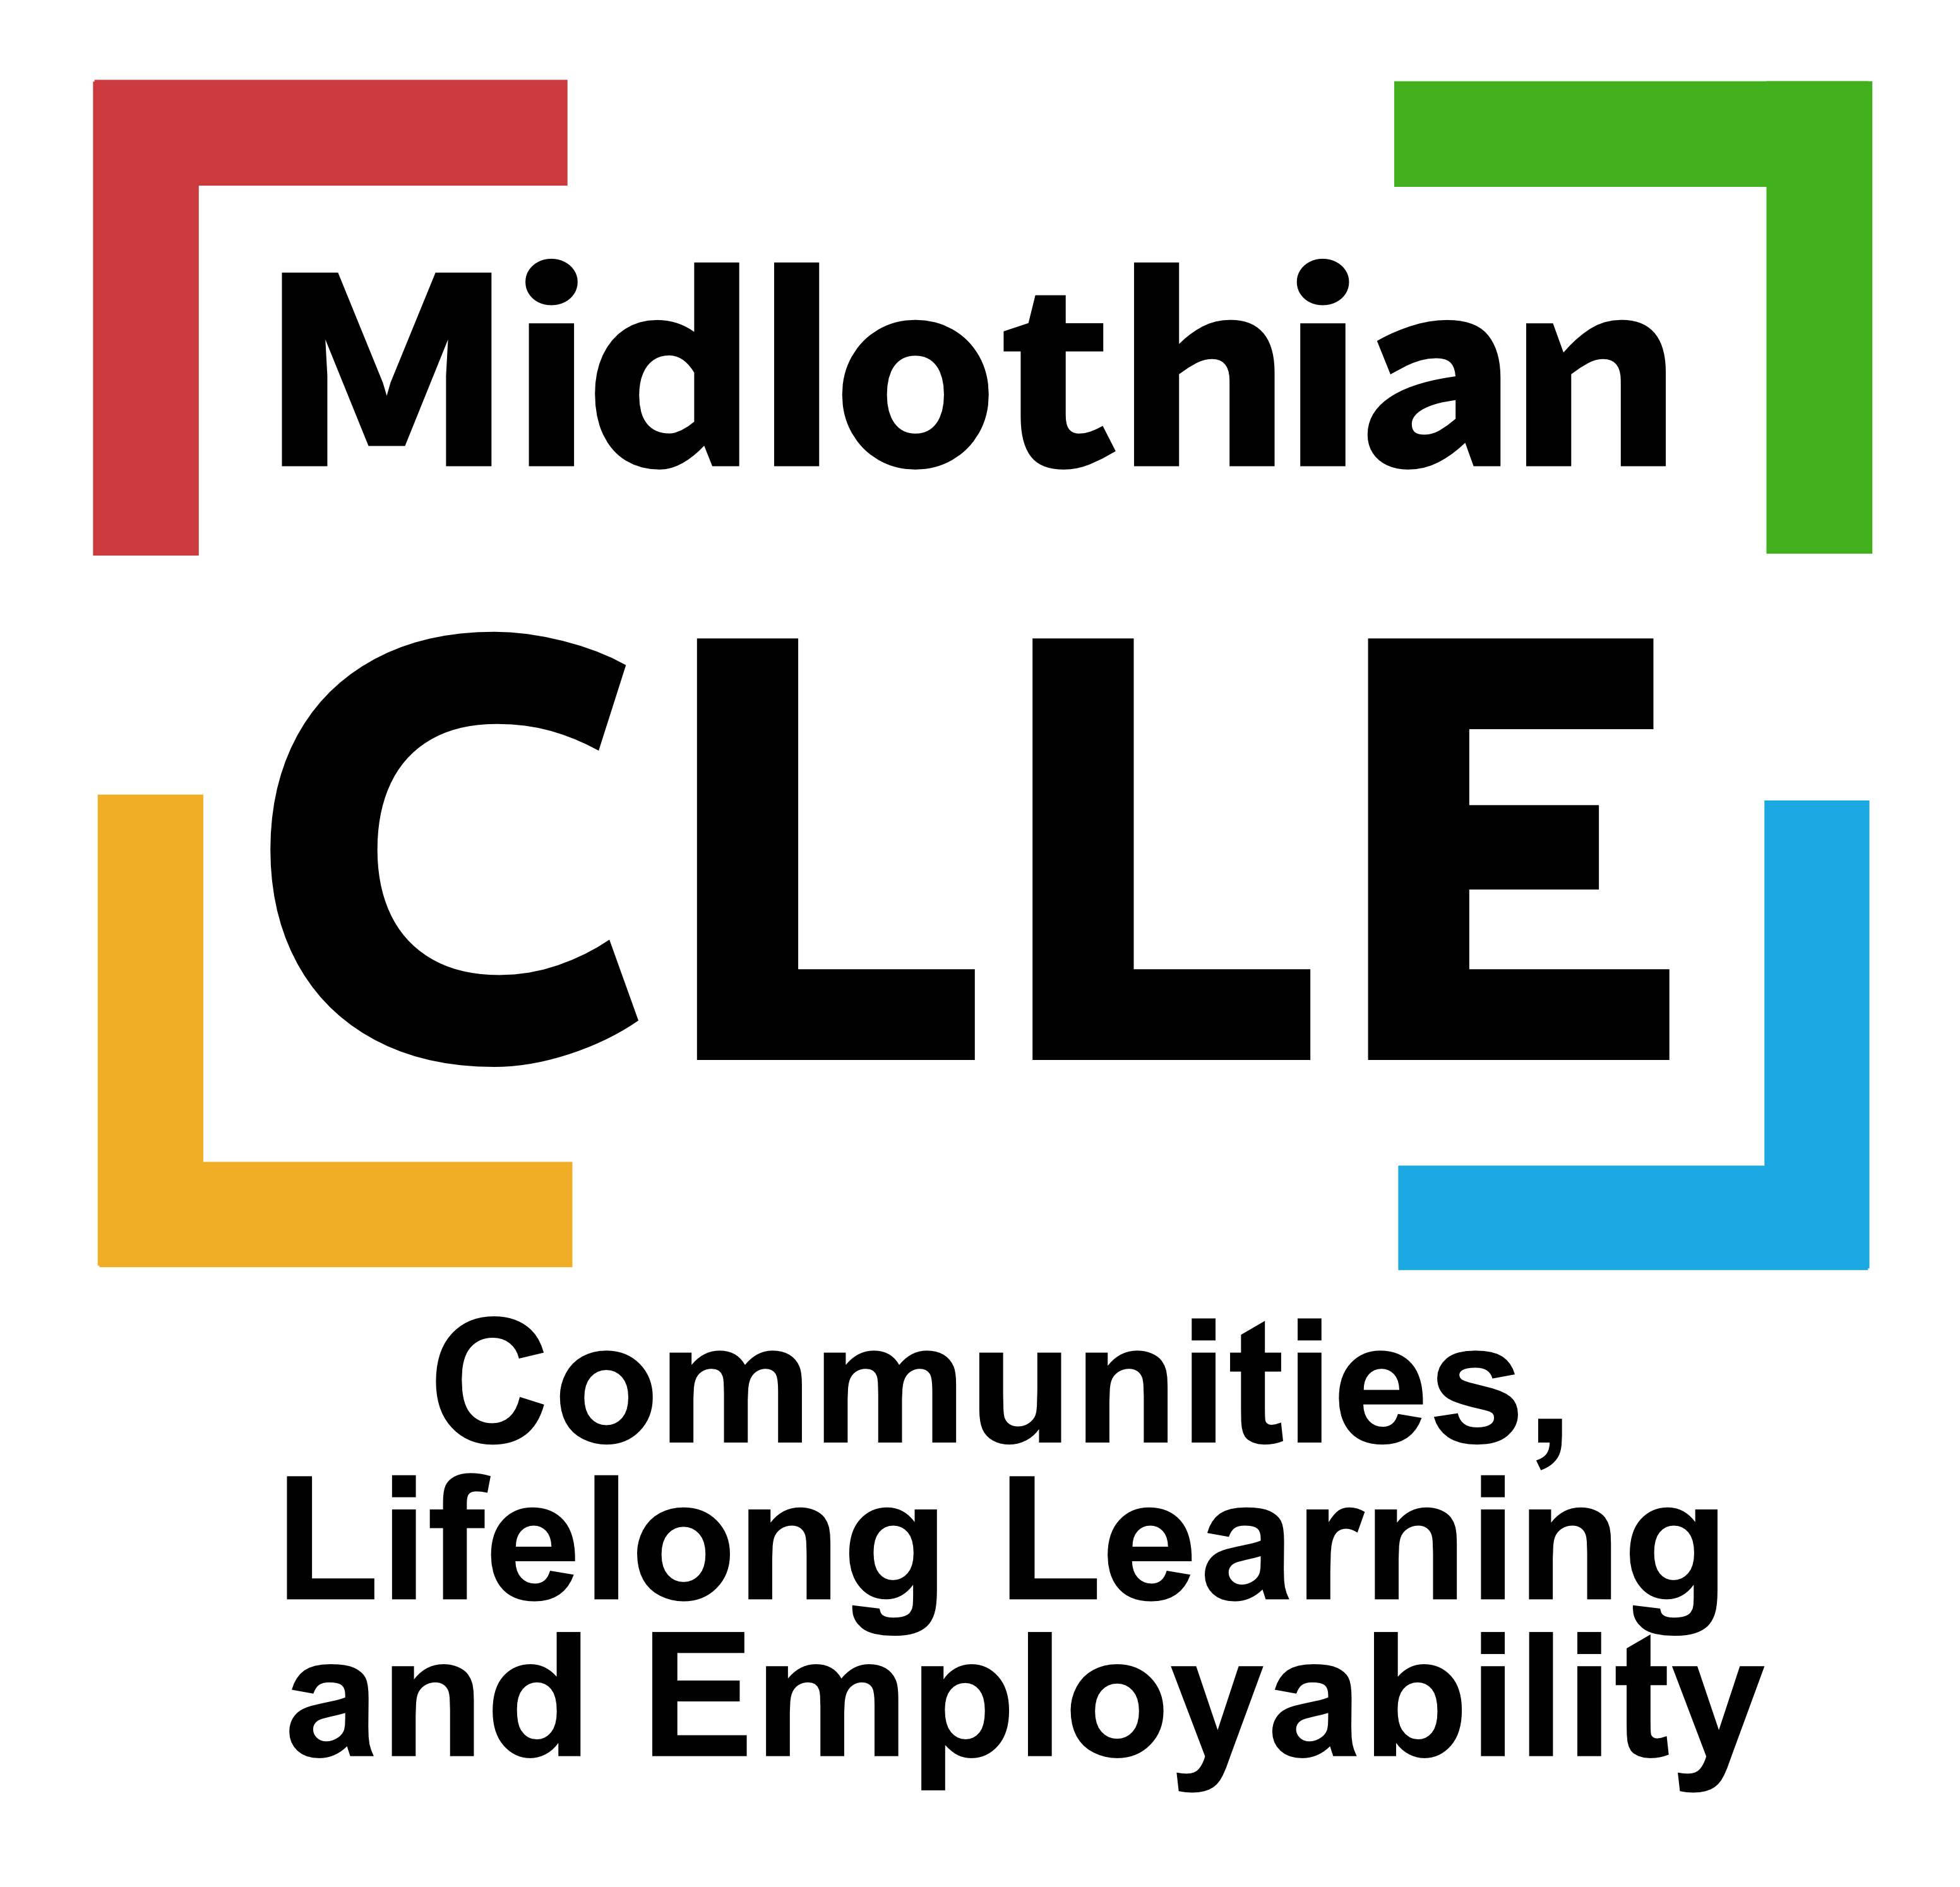 Midlothian
CLLE
Communities,
Lifelong Learning
and Employability